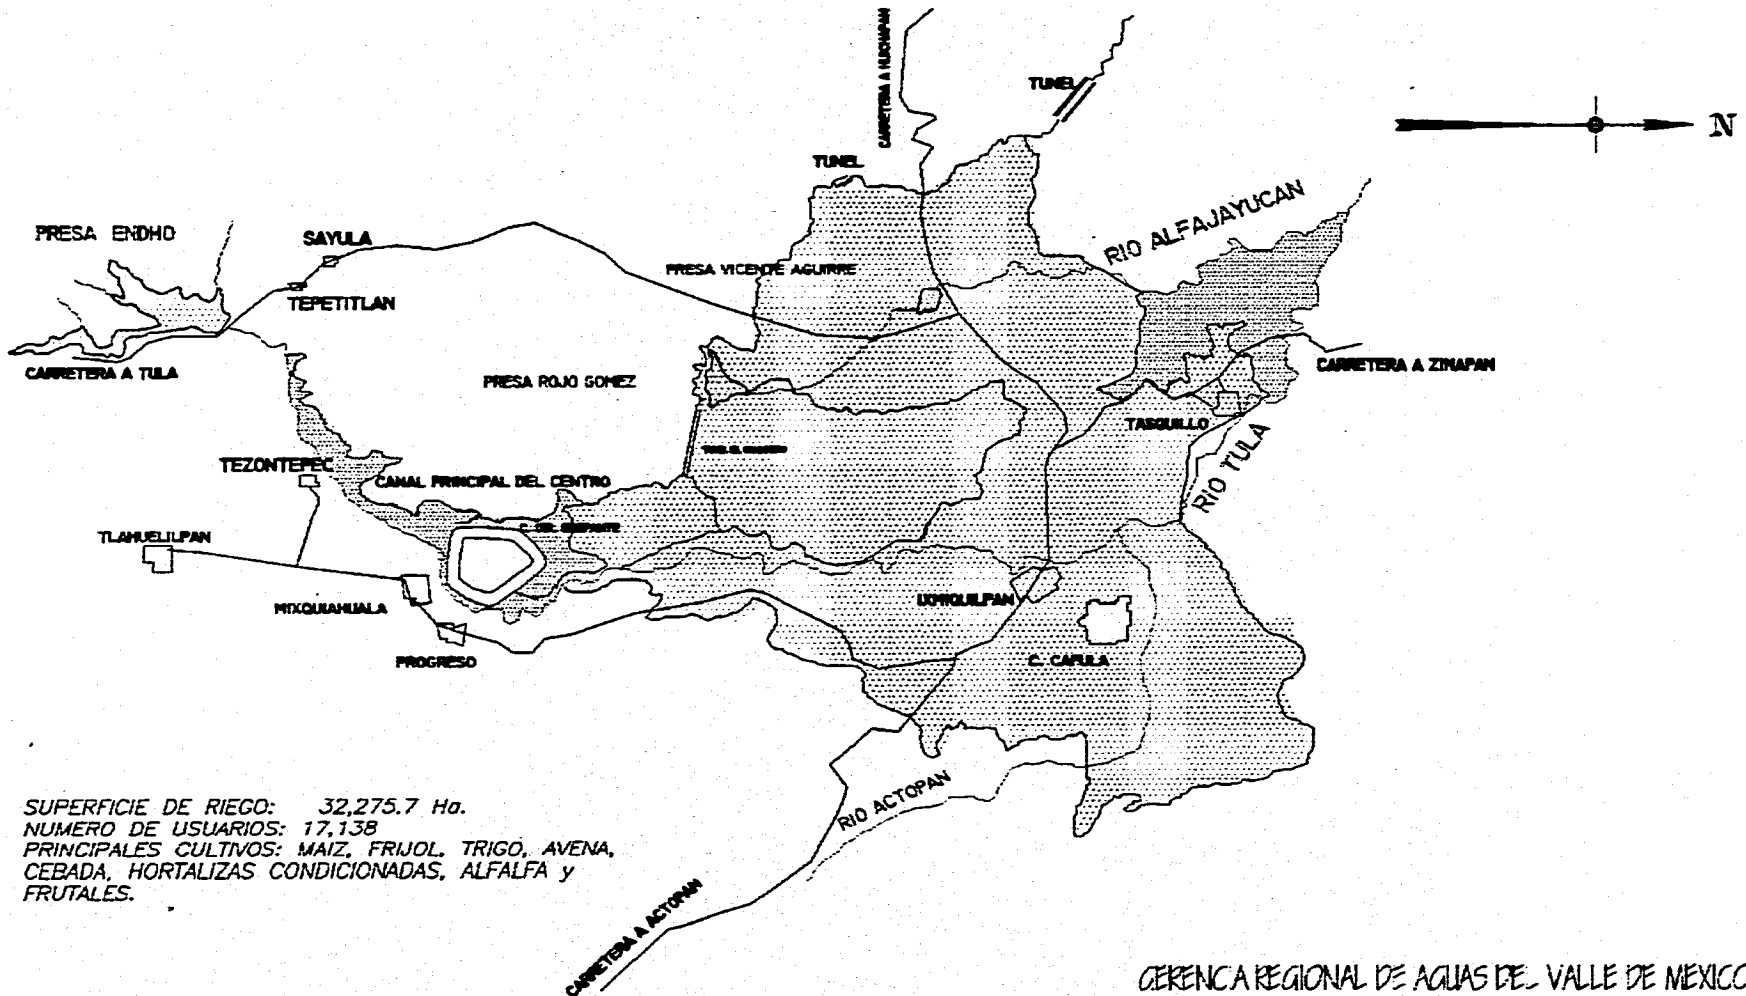 CARRETERA A HUICHAPAN
TUNEL
N
TUNEL
RIO ALFAJAYUCAN
PRESA ENDHO
SAYULA
PRESA VICENTE AGUIRRE
TEPETITLAN
CARRETERA A TULA
CARRETERA A ZIMAPAN
PRESA ROJO GOMEZ
TASQUILLO
RIO TULA
TEZONTEPEC
CANAL PRINCIPAL DEL CENTRO
TLAHUELILPAN
MIXQUIAHUALA
IXMIQUILPAN
PROGRESO
C. CAPULA
RIO ACTOPAN
CARRETERA A ACTOPAN
SUPERFICIE DE RIEGO: 32,275.7 Ha.
NUMERO DE USUARIOS: 17,138
PRINCIPALES CULTIVOS: MAIZ, FRIJOL, TRIGO, AVENA,
CEBADA, HORTALIZAS CONDICIONADAS, ALFALFA y
FRUTALES.
GERENCA REGIONAL DE AGUAS DEL VALLE DE MEXICO